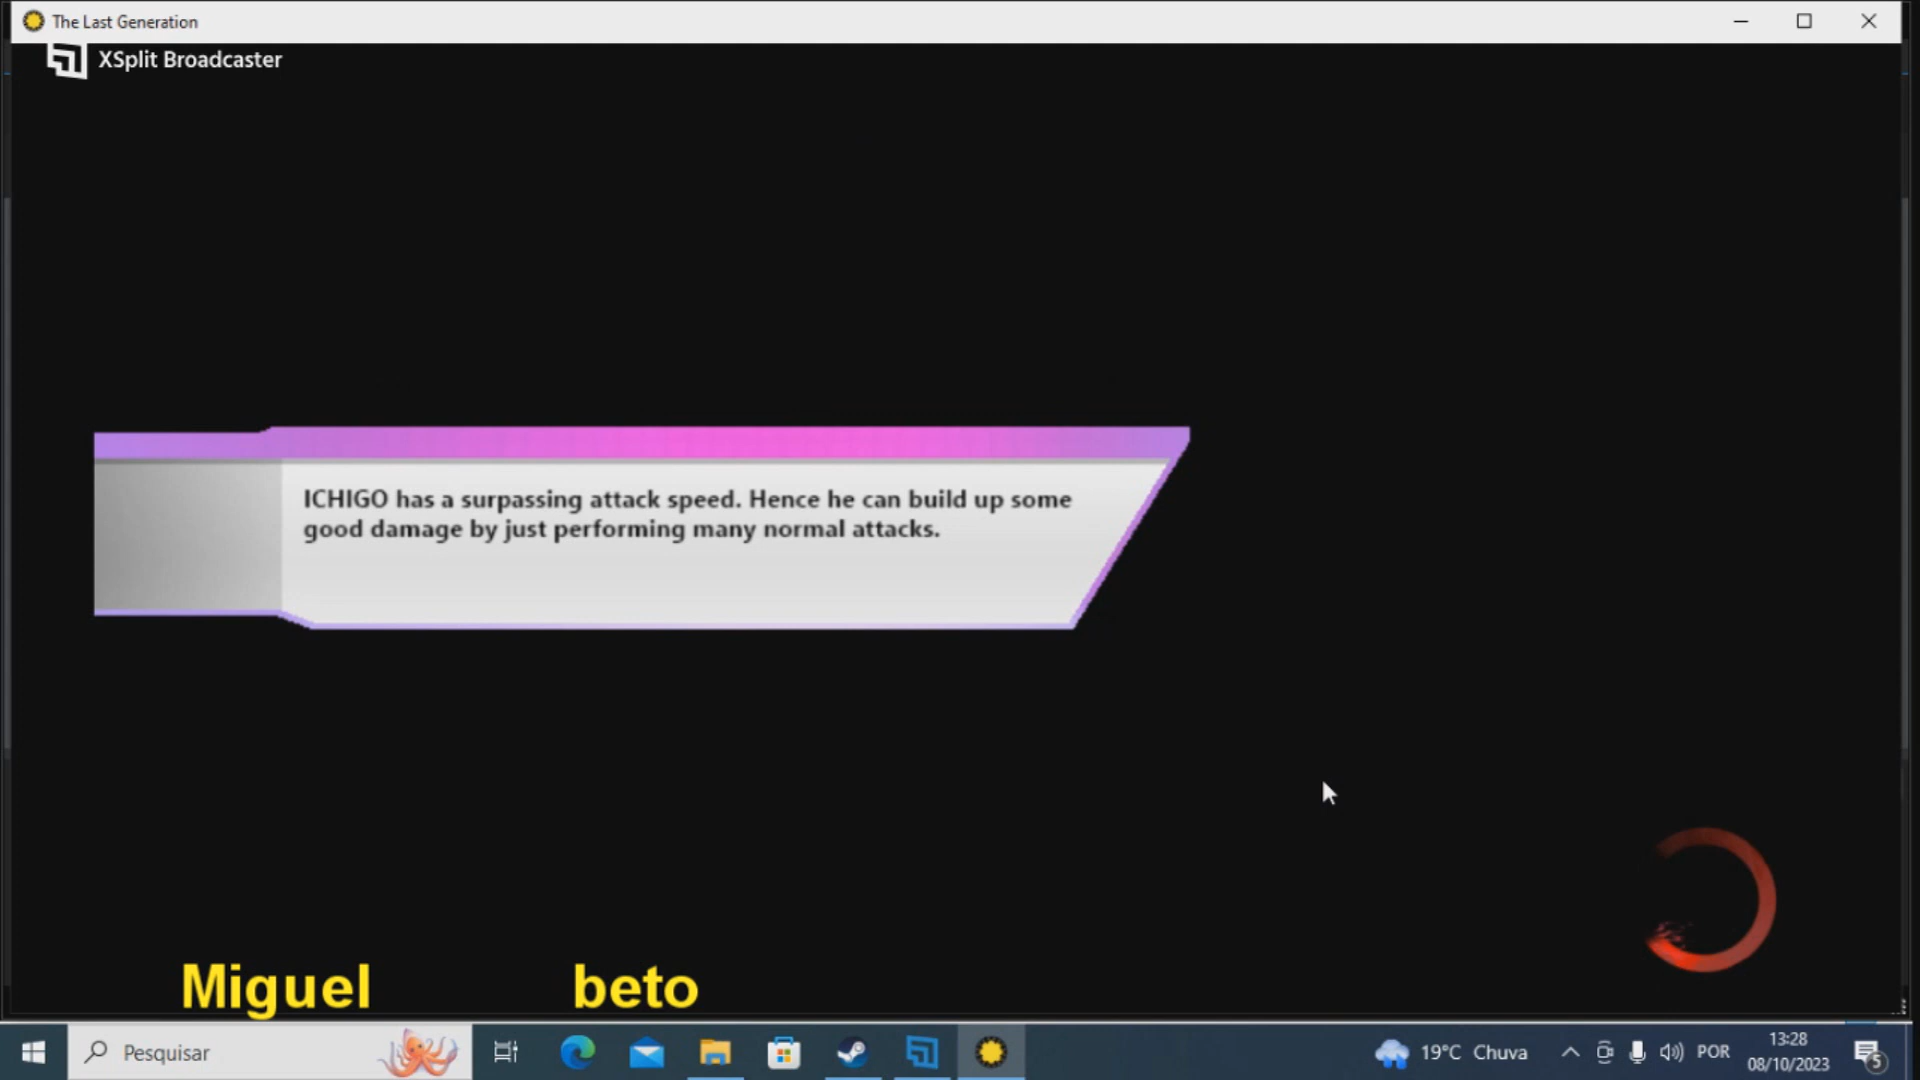 The Last Generation
XSplit Broadcaster
ICHIGO has a surpassing attack speed. Hence he can build up some
good damage by just performing many normal attacks.
Miguel beto
Pesquisar
19°C Chuva
POR
13:28
08/10/2023
5